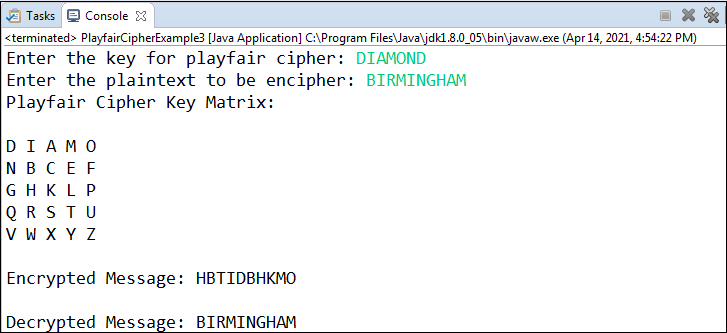 Tasks Console
<terminated> PlayfairCipherExample3 [Java Application] C:\Program Files\Java\jdk1.8.0_05\bin\javaw.exe (Apr 14, 2021, 4:54:22 PM)
Enter the key for playfair cipher: DIAMOND
Enter the plaintext to be encipher: BIRMINGHAM
Playfair Cipher Key Matrix:
D I A M O
N B C E F
G H K L P
Q R S T U
V W X Y Z
Encrypted Message: HBTIDBHKMO
Decrypted Message: BIRMINGHAM